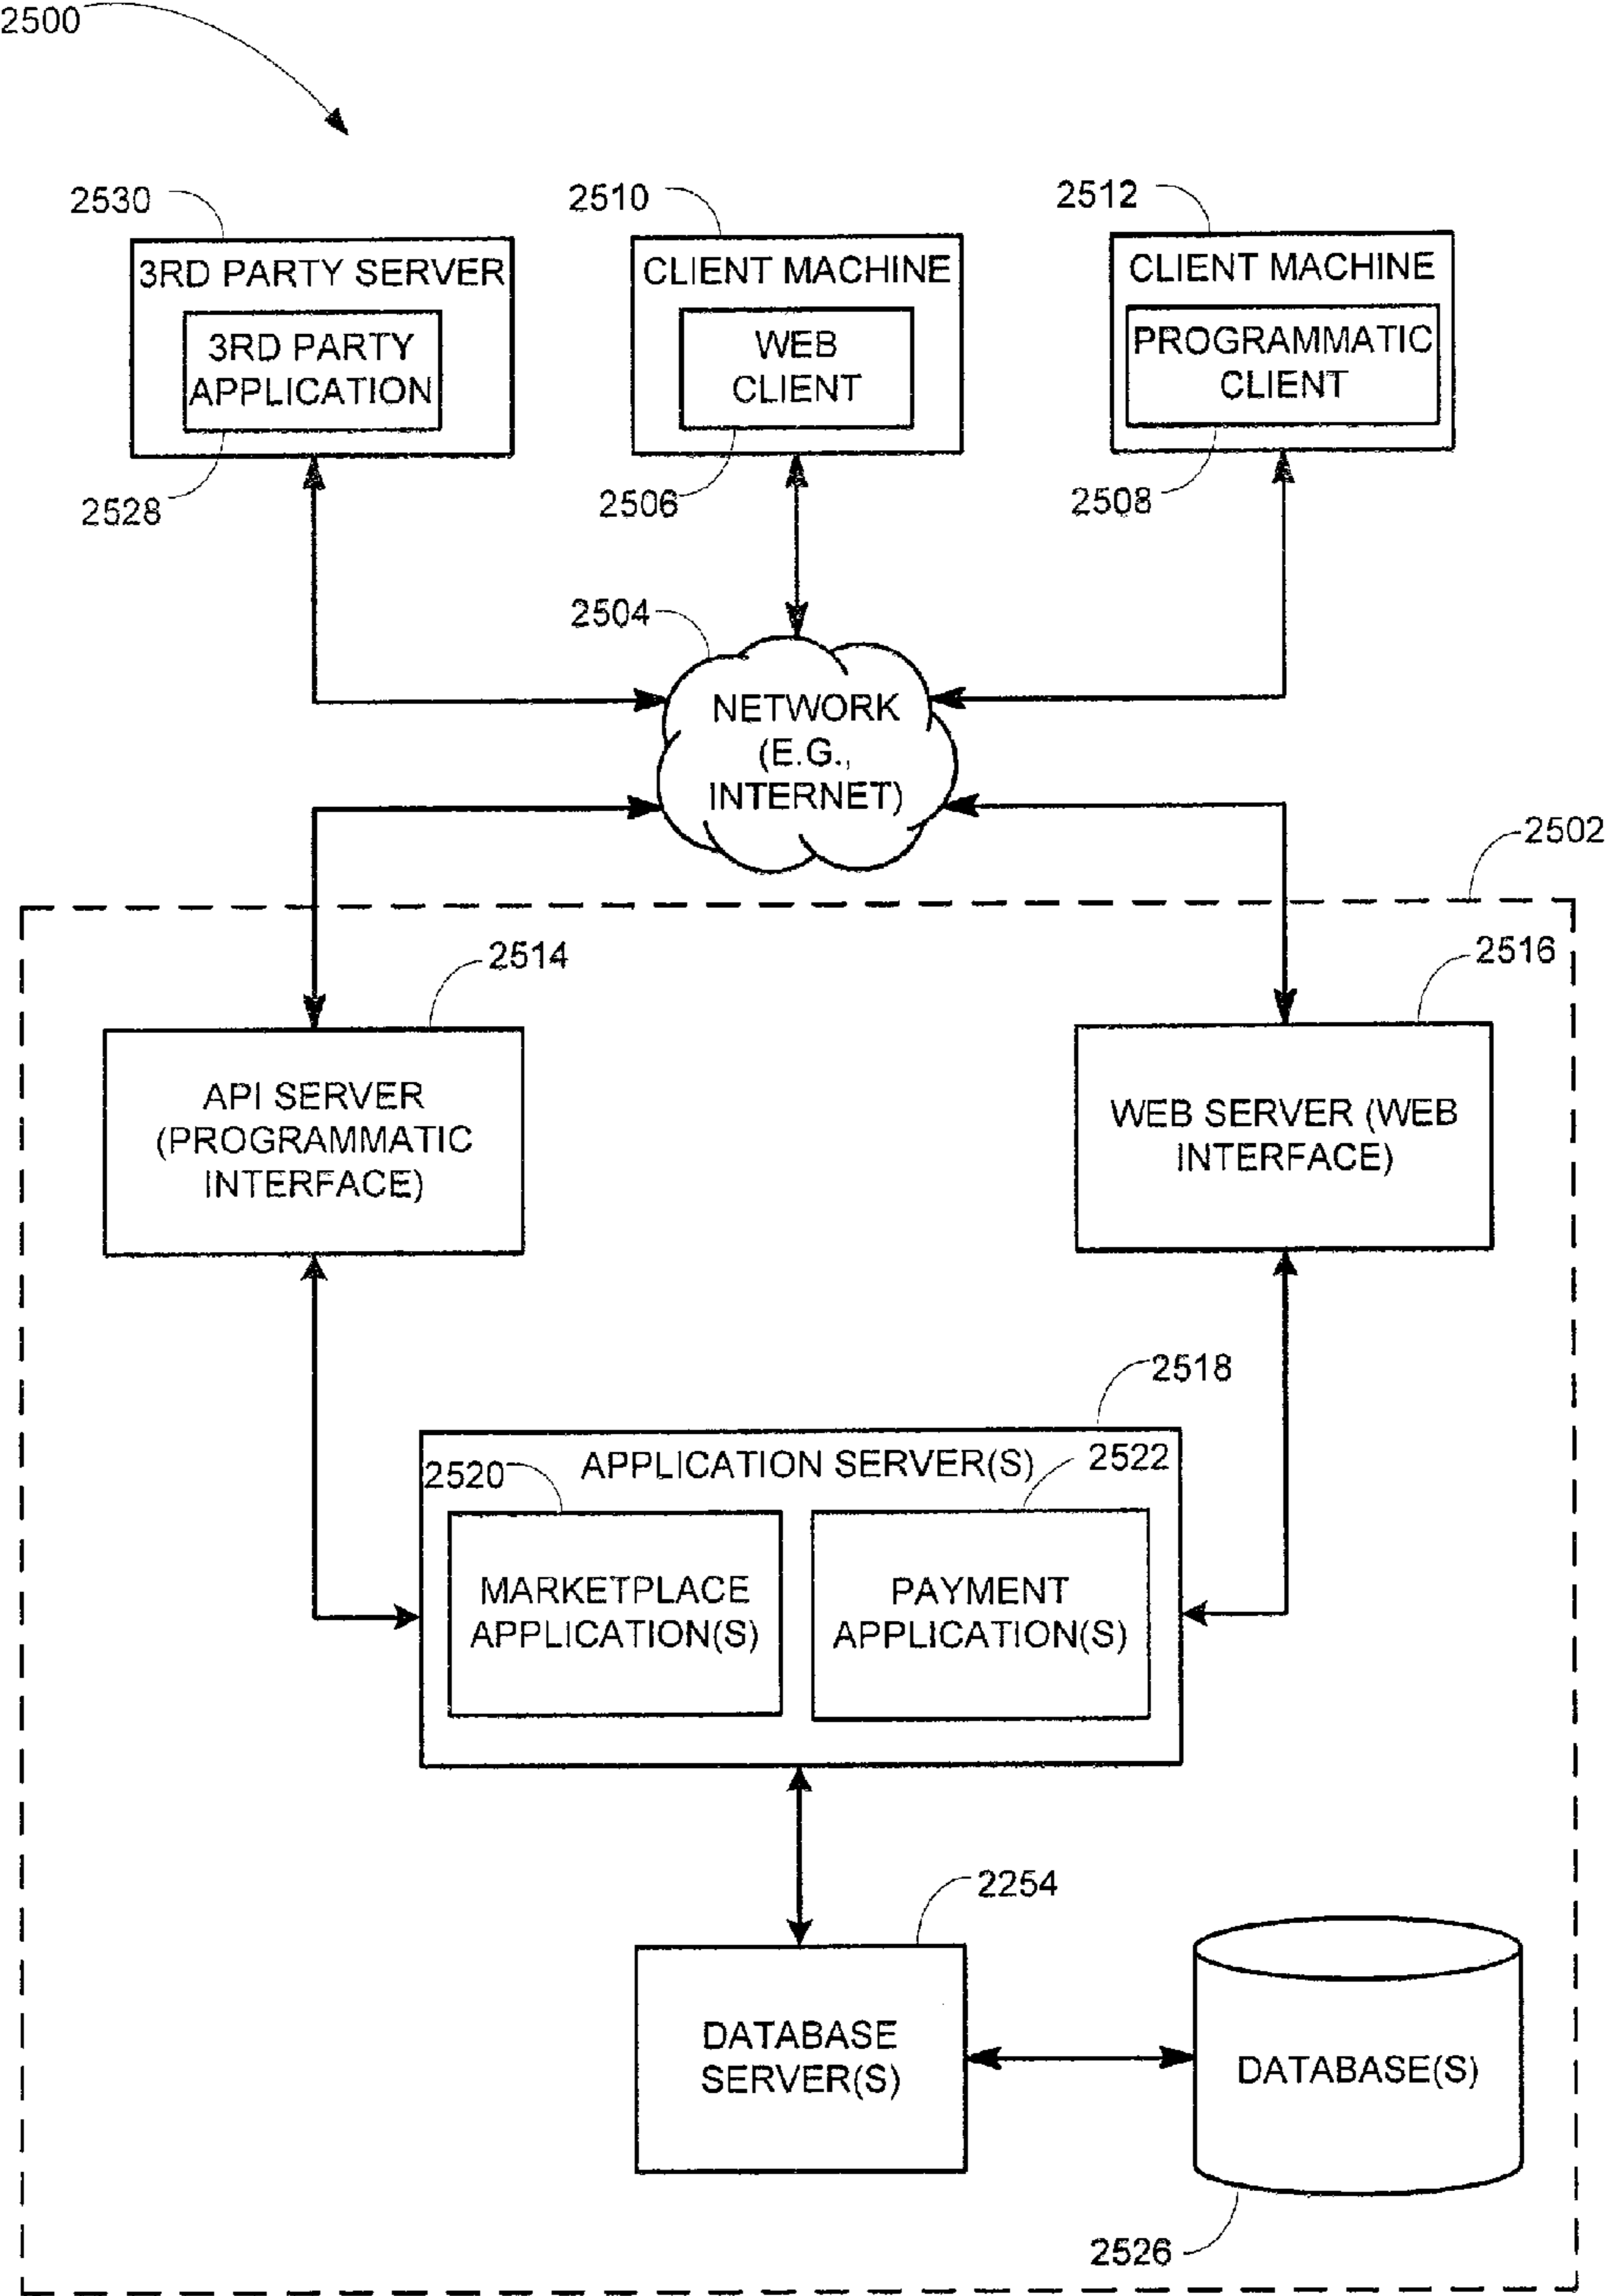 2500
2530
3RD PARTY SERVER
3RD PARTY
APPLICATION
2528
2510
CLIENT MACHINE
WEB
CLIENT
2506
2512
CLIENT MACHINE
PROGRAMMATIC
CLIENT
2508
2504
NETWORK
(E.G.,
INTERNET)
2502
2514
API SERVER
(PROGRAMMATIC
INTERFACE)
2516
WEB SERVER (WEB
INTERFACE)
2518
APPLICATION SERVER(S)
2520
MARKETPLACE
APPLICATION(S)
2522
PAYMENT
APPLICATION(S)
2254
DATABASE
SERVER(S)
DATABASE(S)
2526